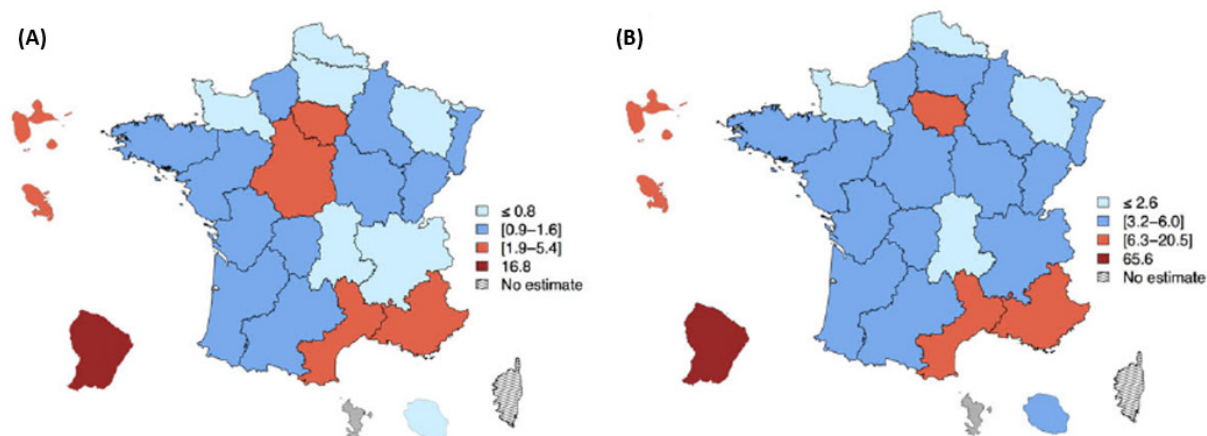 (A)
≤ 0.8
[0.9–1.6]
[1.9–5.4]
16.8
No estimate
(B)
≤ 2.6
[3.2–6.0]
[6.3–20.5]
65.6
No estimate